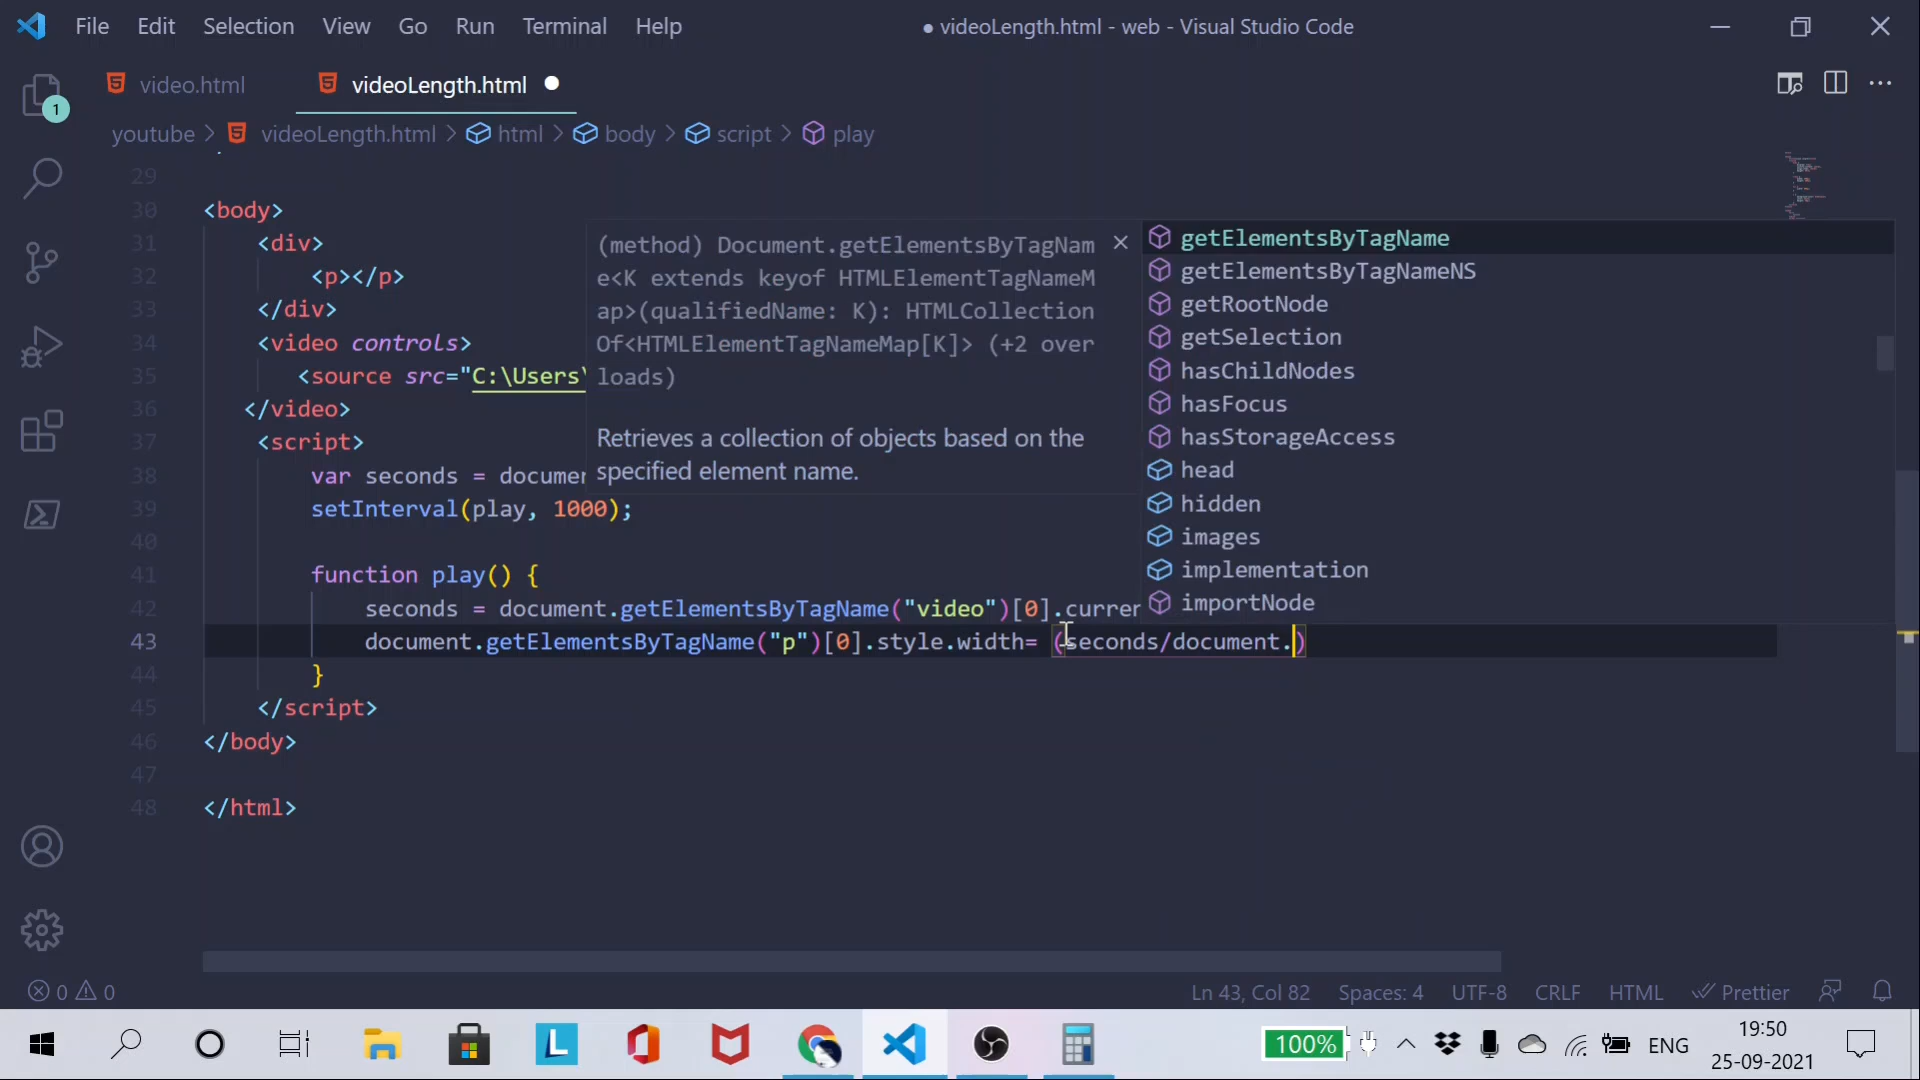 File Edit Selection View Go Run Terminal Help ● videoLength.html - web - Visual Studio Code
video.html videoLength.html
1
youtube > videoLength.html > html > body > script > play
29
30 <body>
31 <div>
32 <p></p>
33 </div>
34 <video controls>
35 <source src="C:\Users\
36 </video>
37 <script>
38 var seconds = documen
39 setInterval(play, 1000);
40
41 function play() {
42 seconds = document.getElementsByTagName("video")[0].curren
43 document.getElementsByTagName("p")[0].style.width= (seconds/document.)
44 }
45 </script>
46 </body>
47
48 </html>
(method) Document.getElementsByTagNam
e<K extends keyof HTMLElementTagNameM
ap>(qualifiedName: K): HTMLCollection
Of<HTMLElementTagNameMap[K]> (+2 over
loads)
Retrieves a collection of objects based on the
specified element name.
getElementsByTagName
getElementsByTagNameNS
getRootNode
getSelection
hasChildNodes
hasFocus
hasStorageAccess
head
hidden
images
implementation
importNode
0 0 Ln 43, Col 82 Spaces: 4 UTF-8 CRLF HTML Prettier
L 100% ENG 19:50
25-09-2021